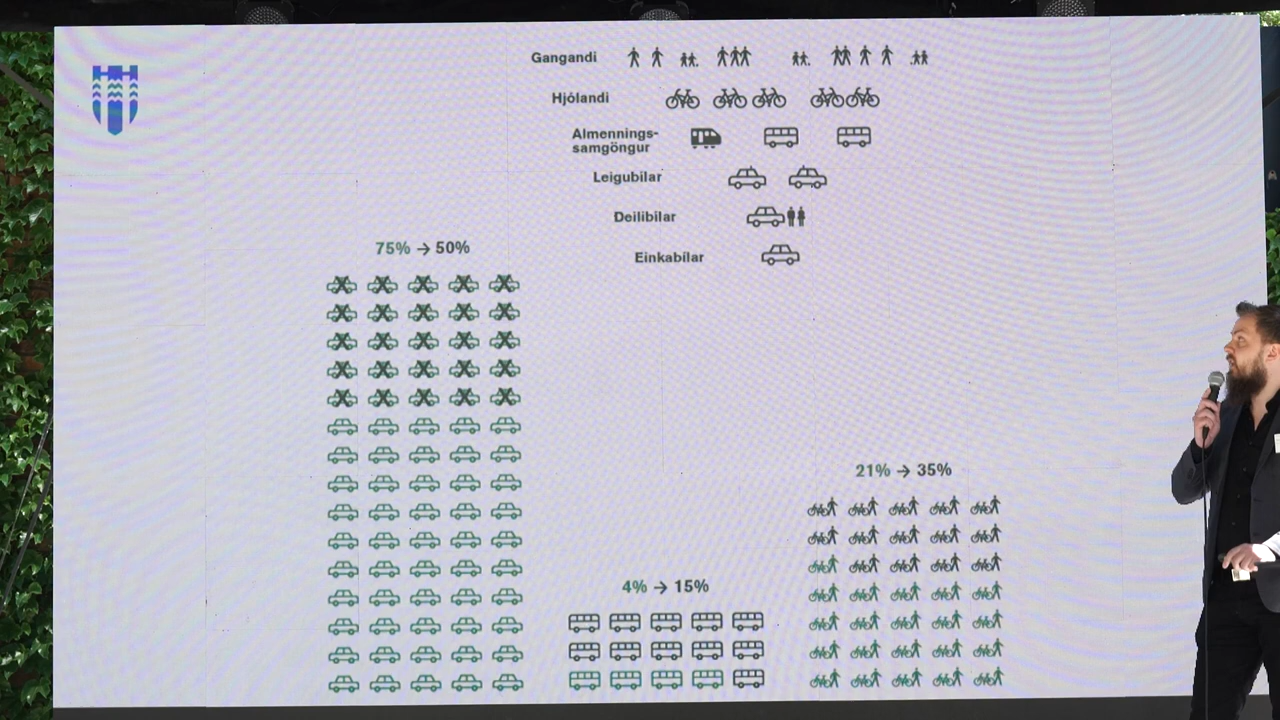 Gangandi
Hjólandi
Almennings-
samgöngur
Leigubílar
Deilibílar
Einkabílar
75% → 50%
21% → 35%
4% → 15%